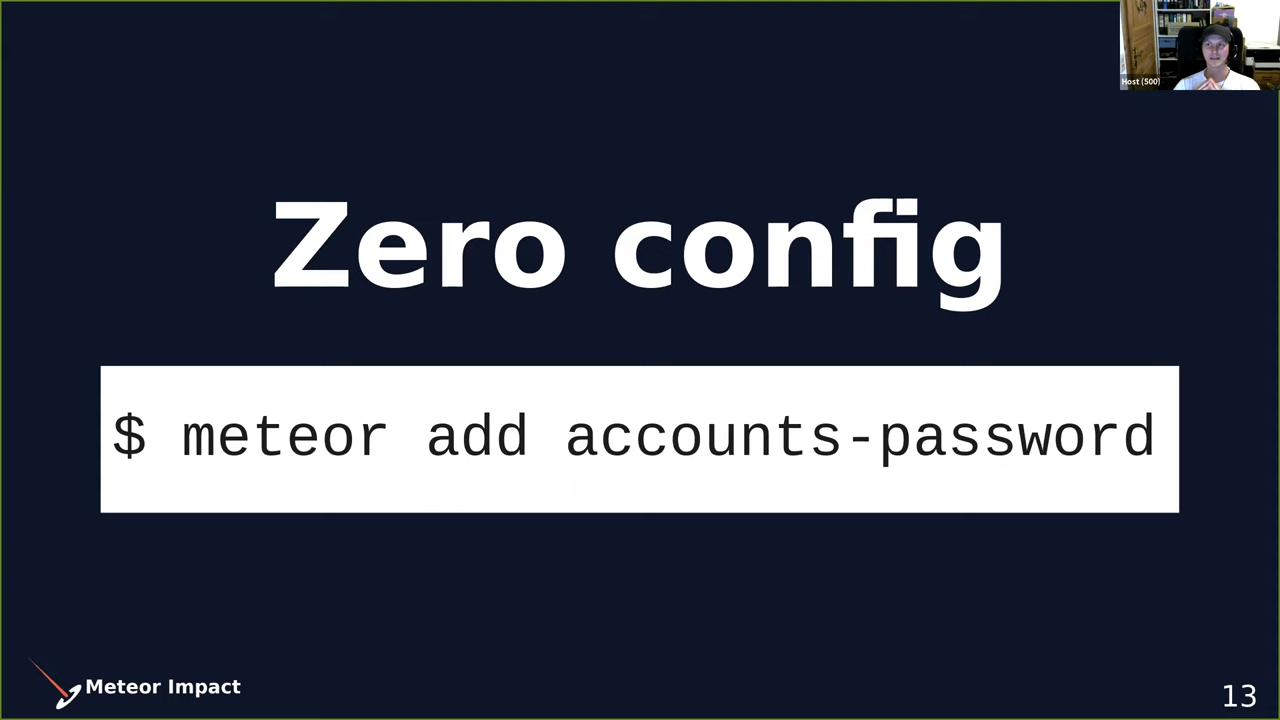 Host (500)
Zero config
$ meteor add accounts-password
Meteor Impact
13